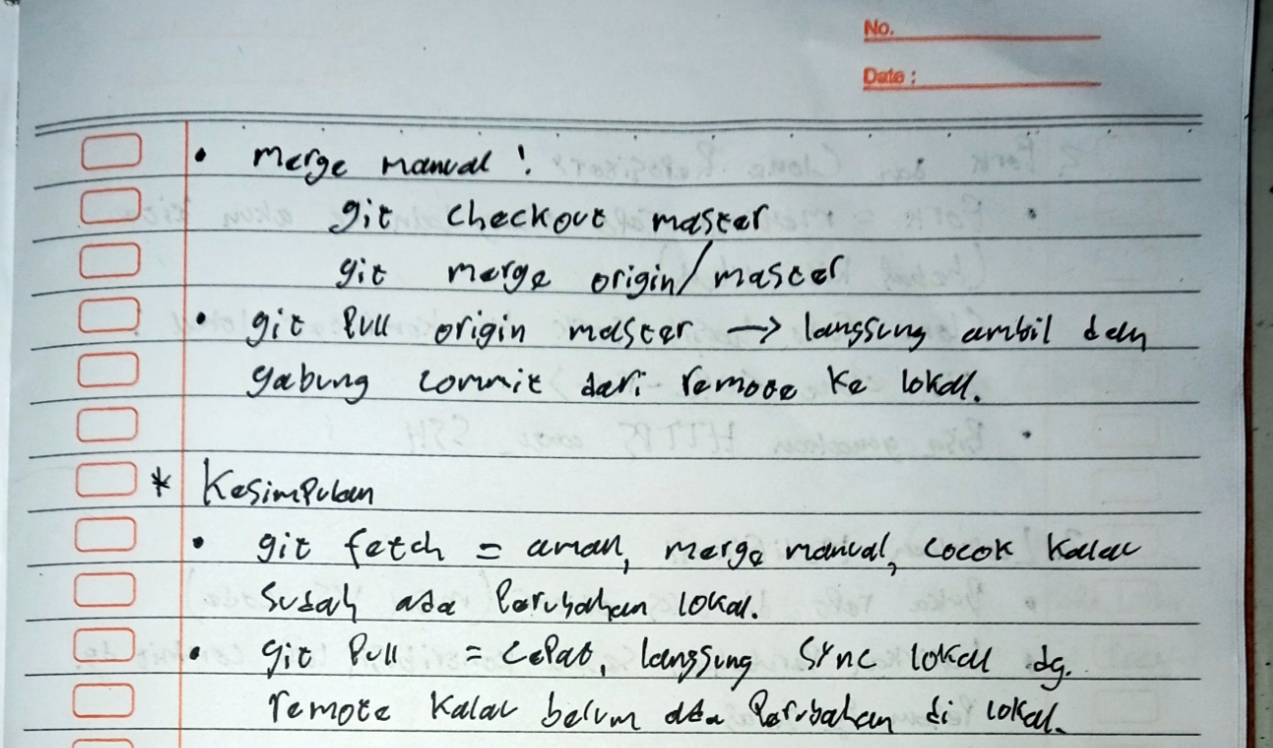 No.
Date :
• merge manual :
git checkout master
git merge origin/master
• git Pull origin master → langsung ambil dan
gabung commit dari remote ke lokal.
* Kesimpulan
• git fetch = aman, merge manual, cocok kalau
sudah ada Perubahan lokal.
• git Pull = cepat, langsung sync lokal dg.
remote kalau belum ada Perubahan di lokal.